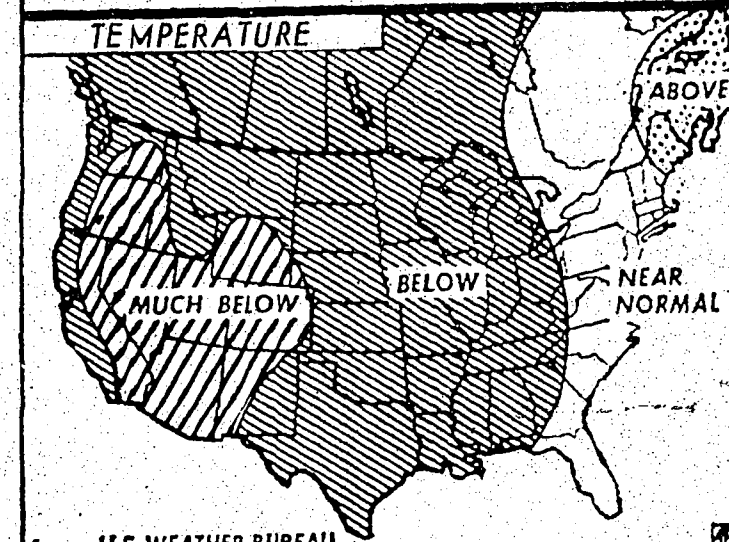 TEMPERATURE
ABOVE
BELOW
MUCH BELOW
NEAR
NORMAL
U.S. WEATHER BUREAU